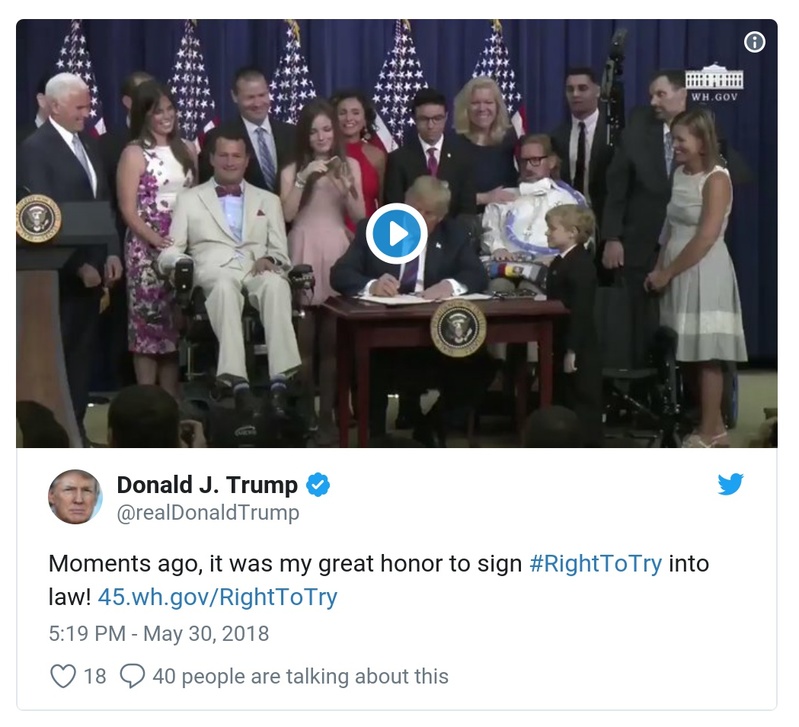 WH.GOV
Donald J. Trump
@realDonaldTrump
Moments ago, it was my great honor to sign #RightToTry into
law! 45.wh.gov/RightToTry
5:19 PM - May 30, 2018
18 40 people are talking about this